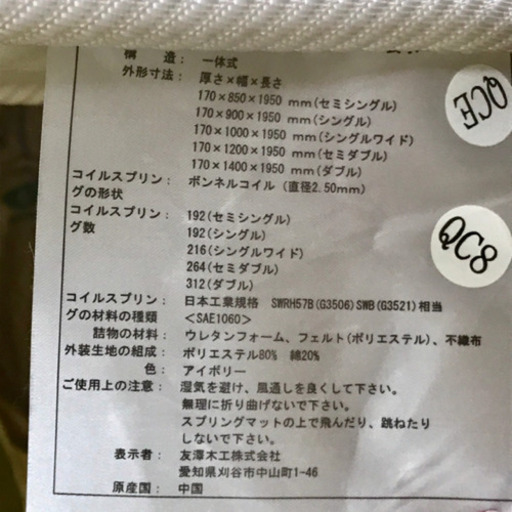 構　造： 一体式
外形寸法： 厚さ×幅×長さ
170×850×1950 mm(セミシングル)
170×900×1950 mm(シングル)
170×1000×1950 mm(シングルワイド)
170×1200×1950 mm(セミダブル)
170×1400×1950 mm(ダブル)
コイルスプリン： ボンネルコイル（直径2.50mm）
グの形状
コイルスプリン： 192(セミシングル)
グ数 192(シングル)
216(シングルワイド)
264(セミダブル)
312(ダブル)
コイルスプリン： 日本工業規格 SWRH57B(G3506)SWB(G3521)相当
グの材料の種類 <SAE1060>
詰物の材料： ウレタンフォーム、フェルト(ポリエステル)、不織布
外装生地の組成： ポリエステル80% 綿20%
色： アイボリー
ご使用上の注意： 湿気を避け、風通しを良くして下さい。
無理に折り曲げないで下さい。
スプリングマットの上で飛んだり、跳ねたり
しないで下さい。
表示者： 友澤木工株式会社
愛知県刈谷市中山町1-46
原産国： 中国
QCE
QC8